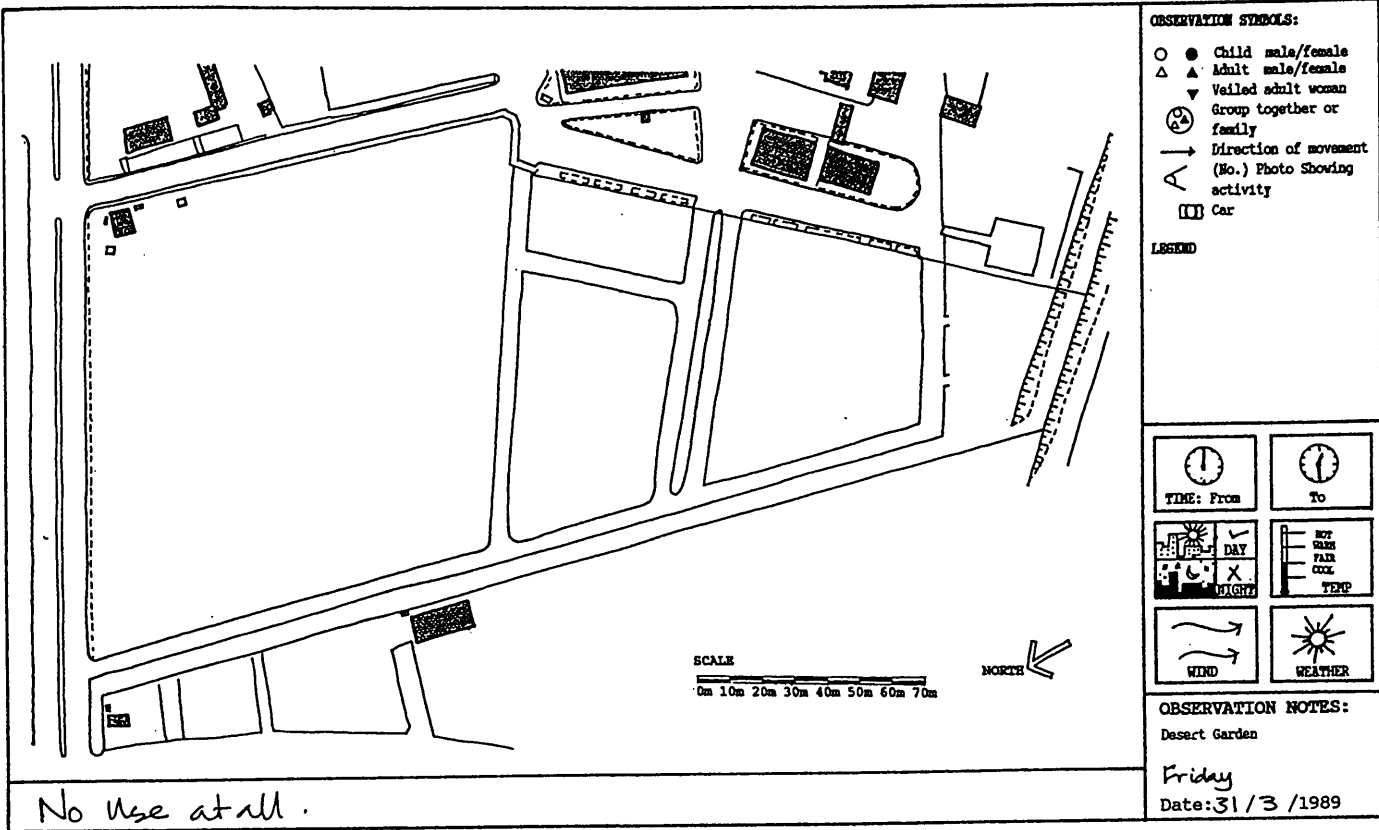 OBSERVATION SYMBOLS:
Child male/female
Adult male/female
Veiled adult woman
Group together or
family
Direction of movement
(No.) Photo Showing
activity
Car
LEGEND
TIME: From
To
DAY
NIGHT
HOT
WARM
FAIR
COOL
TEMP
WIND
WEATHER
SCALE
0m 10m 20m 30m 40m 50m 60m 70m
NORTH
OBSERVATION NOTES:
Desert Garden
Friday
Date: 31/3/1989
No Use at all.